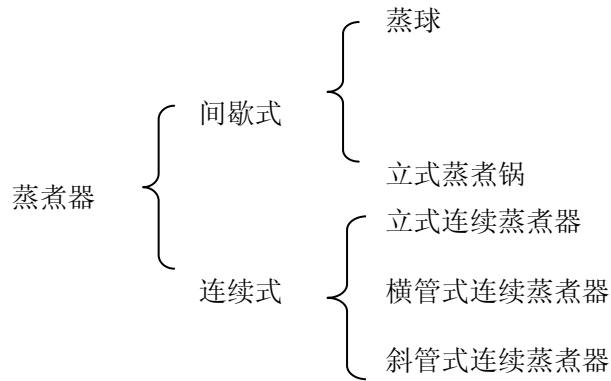 蒸球
间歇式
立式蒸煮锅
蒸煮器
立式连续蒸煮器
连续式
横管式连续蒸煮器
斜管式连续蒸煮器